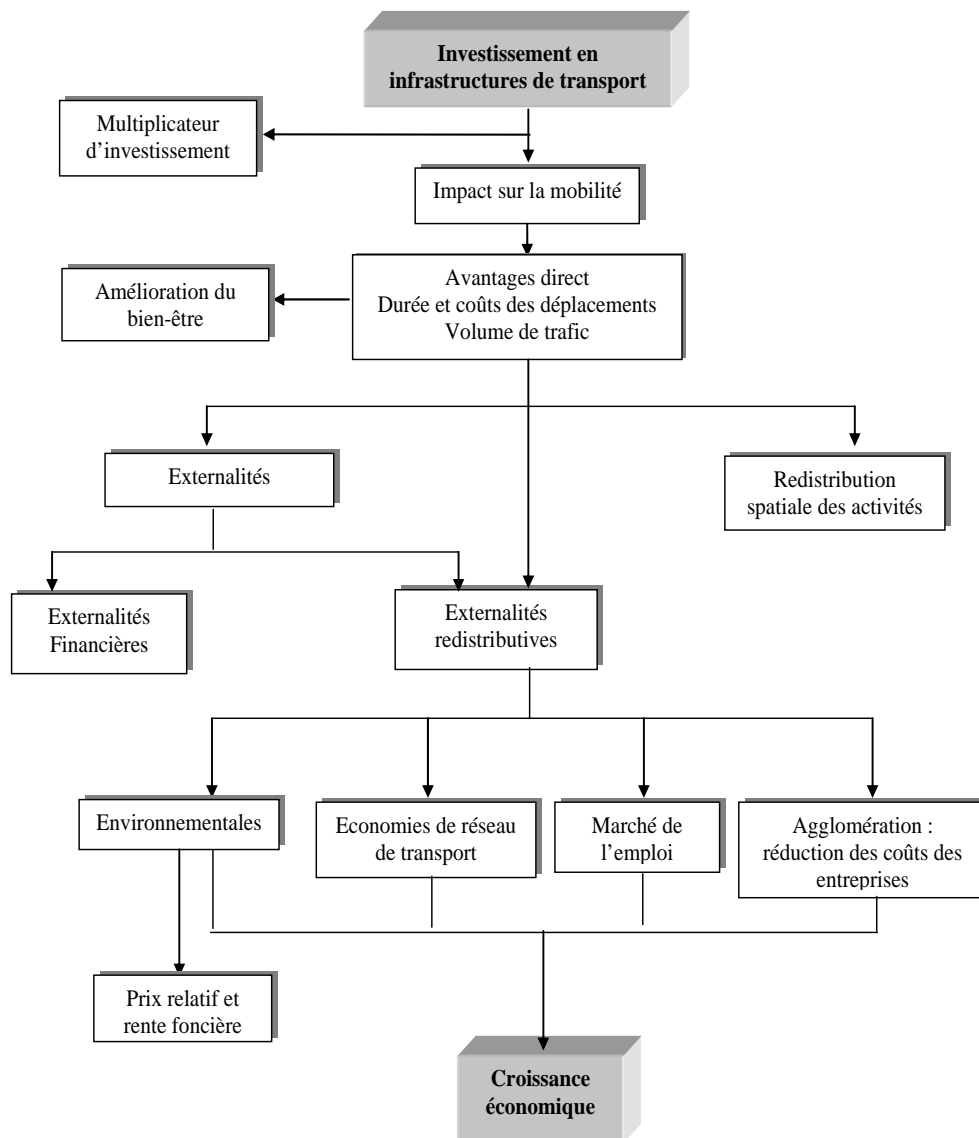 Investissement en
infrastructures de transport
Multiplicateur
d’investissement
Impact sur la mobilité
Avantages direct
Durée et coûts des déplacements
Volume de trafic
Amélioration du
bien-être
Externalités
Redistribution
spatiale des activités
Externalités
Financières
Externalités
redistributives
Environnementales
Economies de réseau
de transport
Marché de
l’emploi
Agglomération :
réduction des coûts des
entreprises
Prix relatif et
rente foncière
Croissance
économique